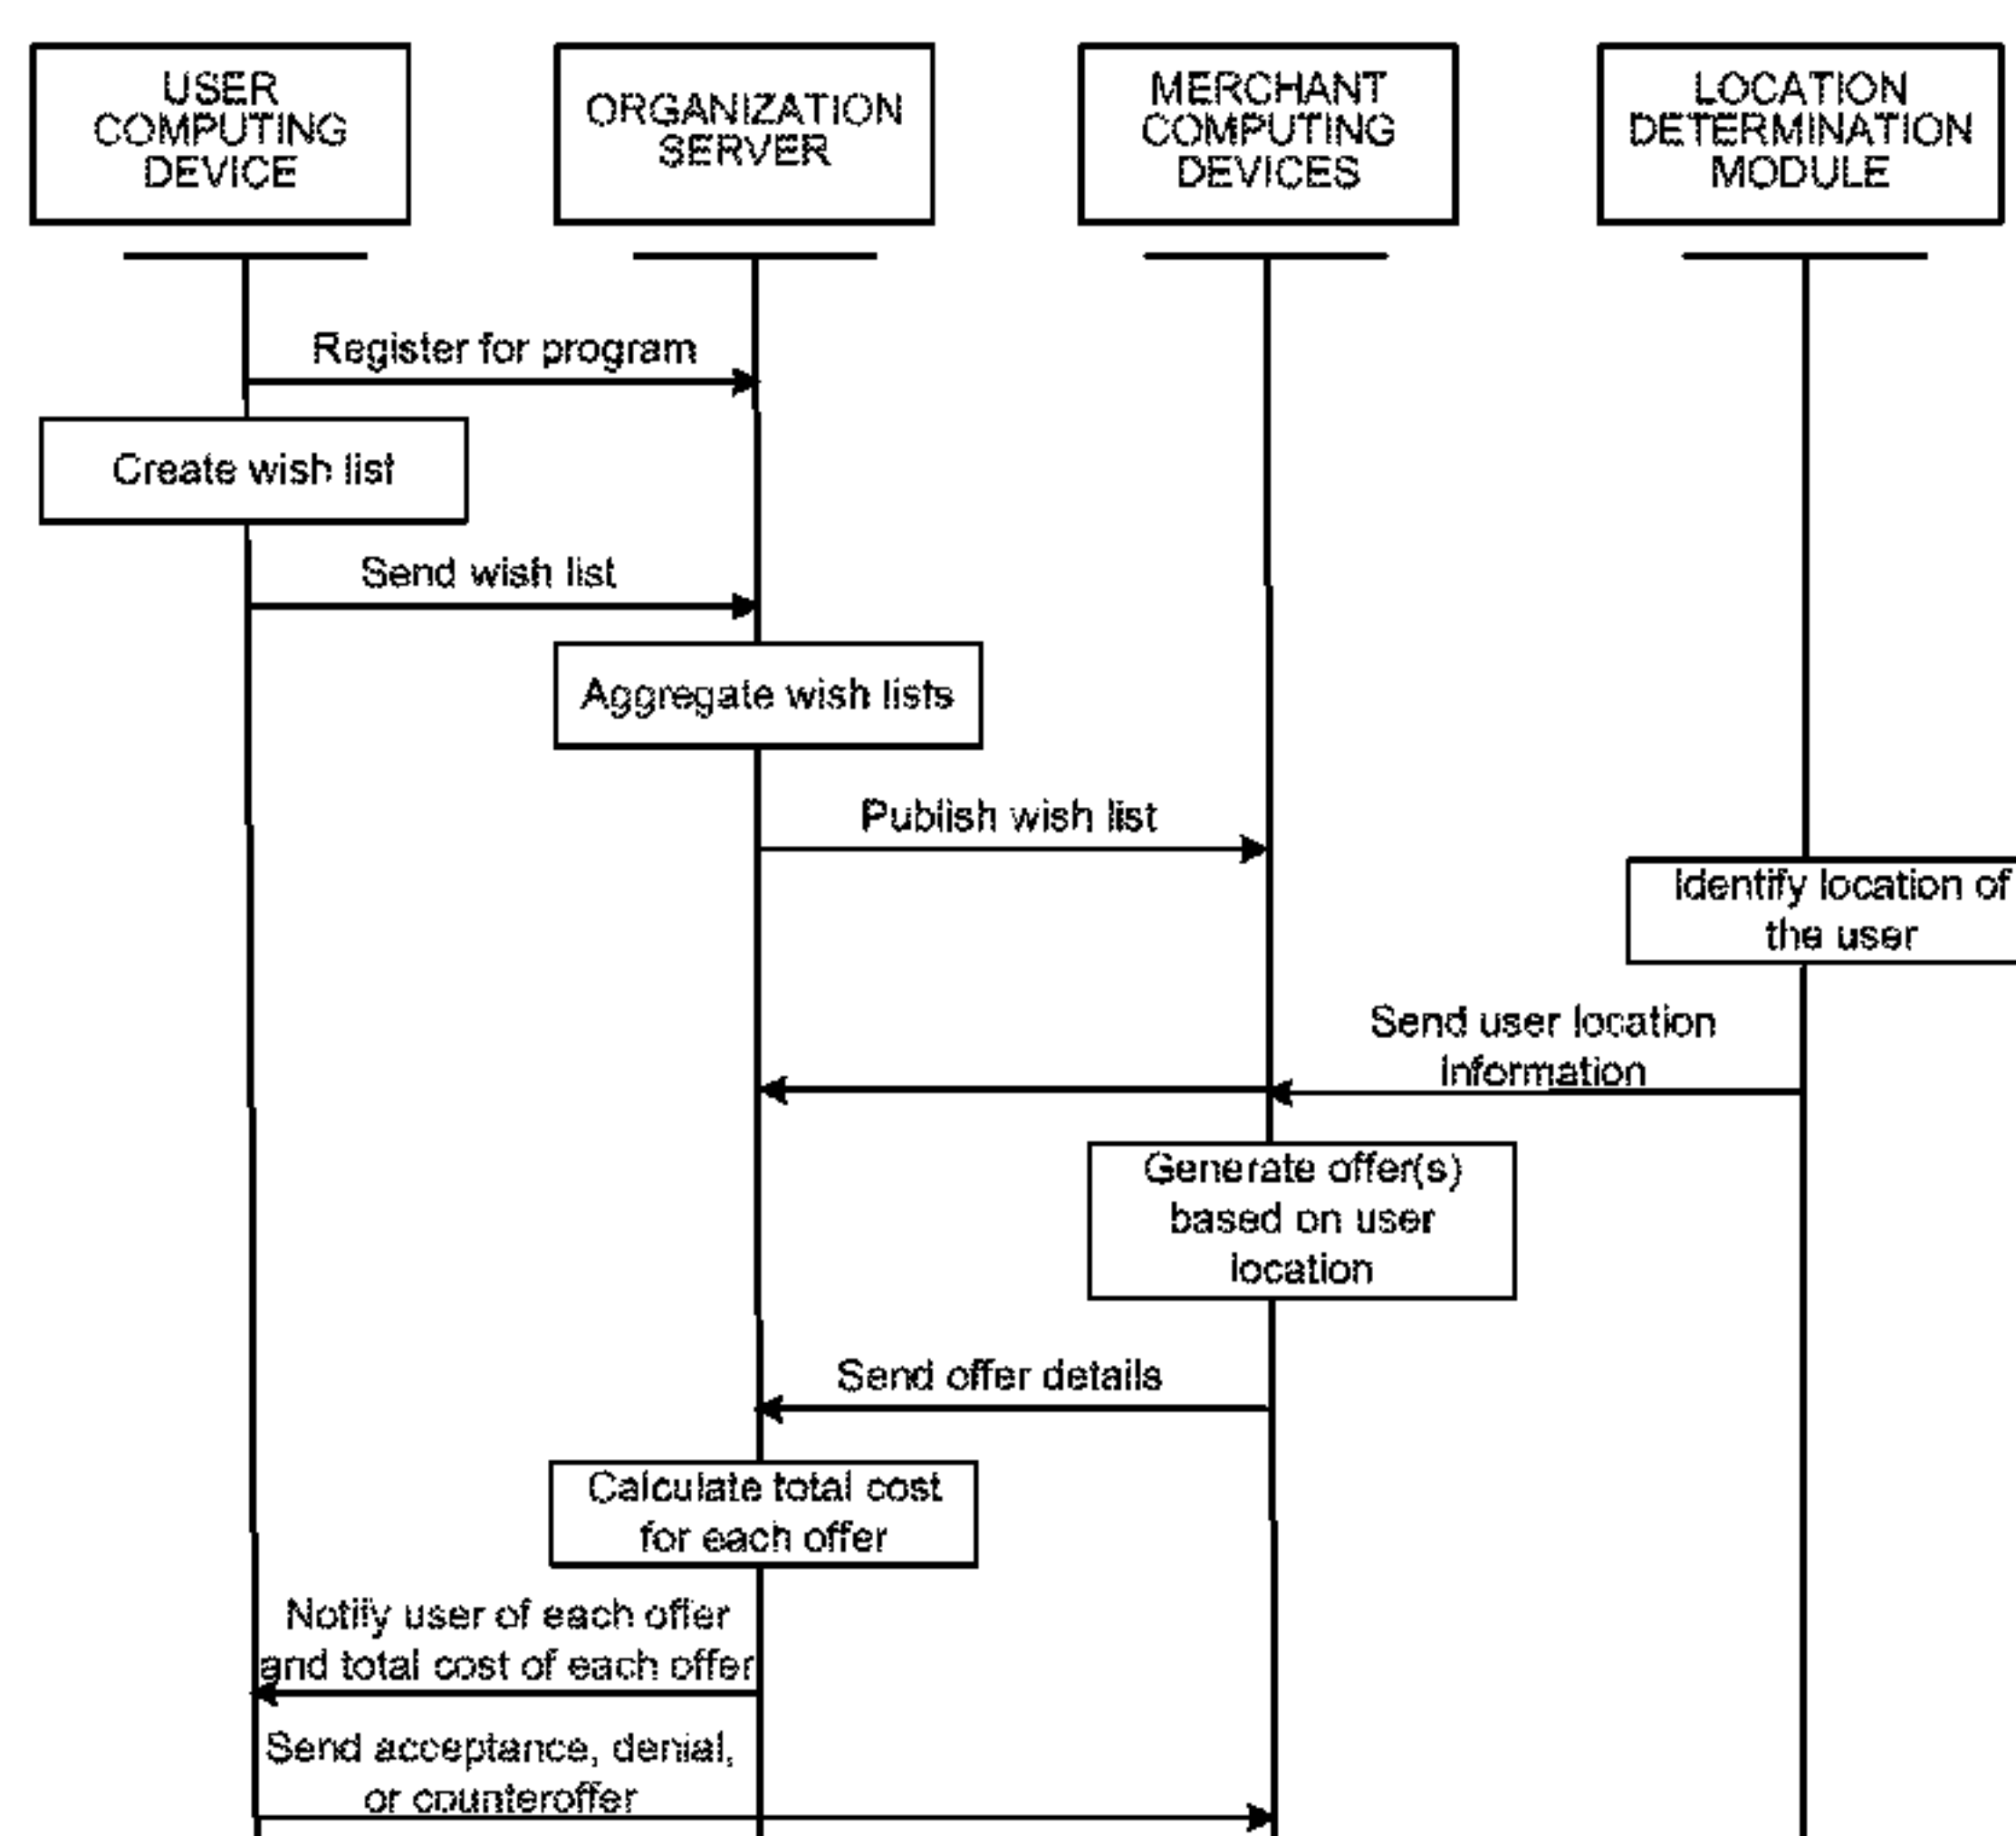 USER
COMPUTING
DEVICE
ORGANIZATION
SERVER
MERCHANT
COMPUTING
DEVICES
LOCATION
DETERMINATION
MODULE
Register for program
Create wish list
Send wish list
Aggregate wish lists
Publish wish list
Identify location of
the user
Send user location
information
Generate offer(s)
based on user
location
Send offer details
Calculate total cost
for each offer
Notify user of each offer
and total cost of each offer
Send acceptance, denial,
or counteroffer